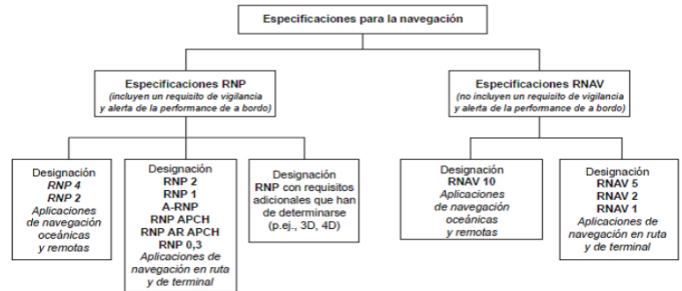 Especificaciones para la navegación
Especificaciones RNP
(incluyen un requisito de vigilancia
y alerta de la performance de a bordo)
Especificaciones RNAV
(no incluyen un requisito de vigilancia
y alerta de la performance de a bordo)
Designación
RNP 4
RNP 2
Aplicaciones
de navegación
oceánicas
y remotas
Designación
RNP 2
RNP 1
A-RNP
RNP APCH
RNP AR APCH
RNP 0,3
Aplicaciones de
navegación en ruta
y de terminal
Designación
RNP con requisitos
adicionales que han
de determinarse
(p.ej., 3D, 4D)
Designación
RNAV 10
Aplicaciones
de navegación
oceánicas
y remotas
Designación
RNAV 5
RNAV 2
RNAV 1
Aplicaciones de
navegación en ruta
y de terminal